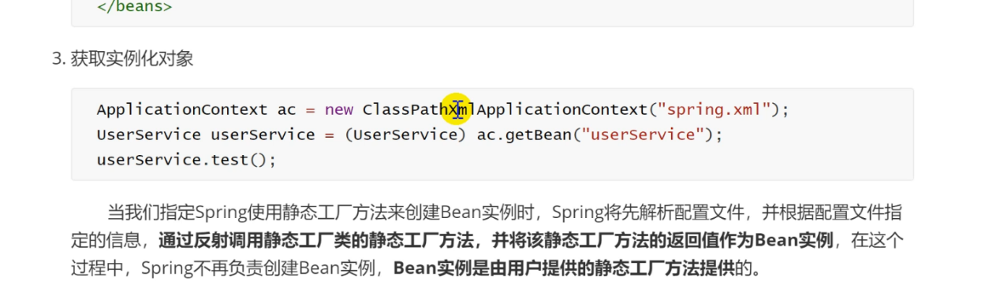 </beans>
3. 获取实例化对象
ApplicationContext ac = new ClassPathXmlApplicationContext("spring.xml");
UserService userService = (UserService) ac.getBean("userService");
userService.test();
当我们指定Spring使用静态工厂方法来创建Bean实例时，Spring将先解析配置文件，并根据配置文件指
定的信息，通过反射调用静态工厂类的静态工厂方法，并将该静态工厂方法的返回值作为Bean实例，在这个
过程中，Spring不再负责创建Bean实例，Bean实例是由用户提供的静态工厂方法提供的。